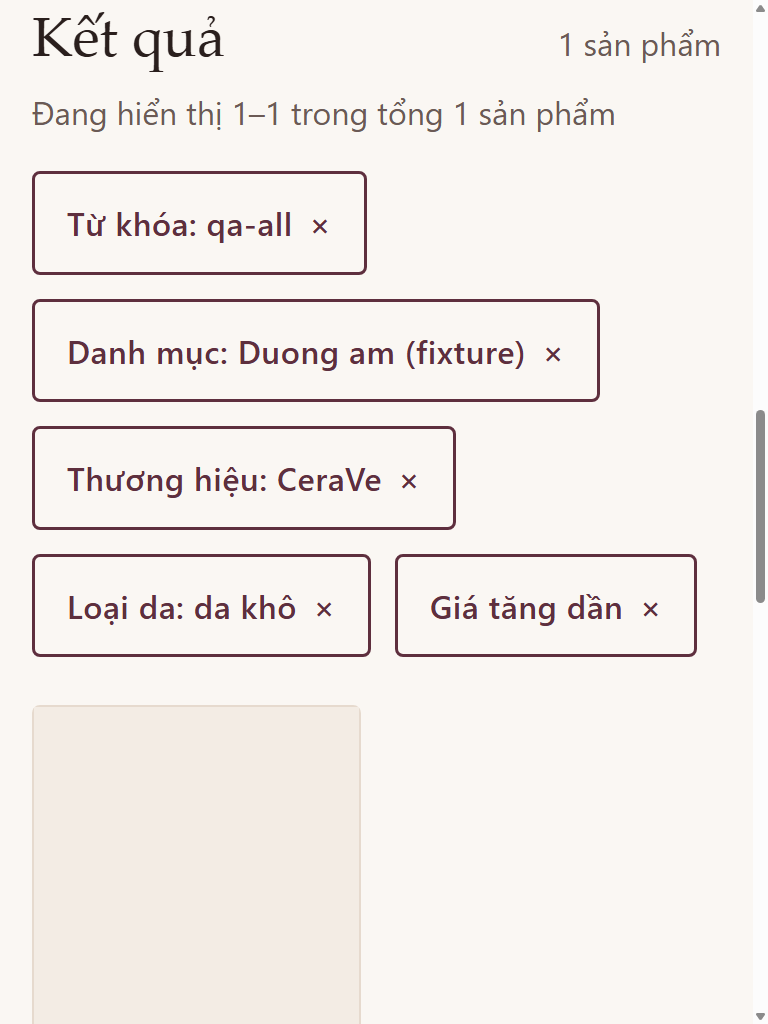 Kết quả
1 sản phẩm
Đang hiển thị 1–1 trong tổng 1 sản phẩm
Từ khóa: qa-all ×
Danh mục: Duong am (fixture) ×
Thương hiệu: CeraVe ×
Loại da: da khô ×
Giá tăng dần ×